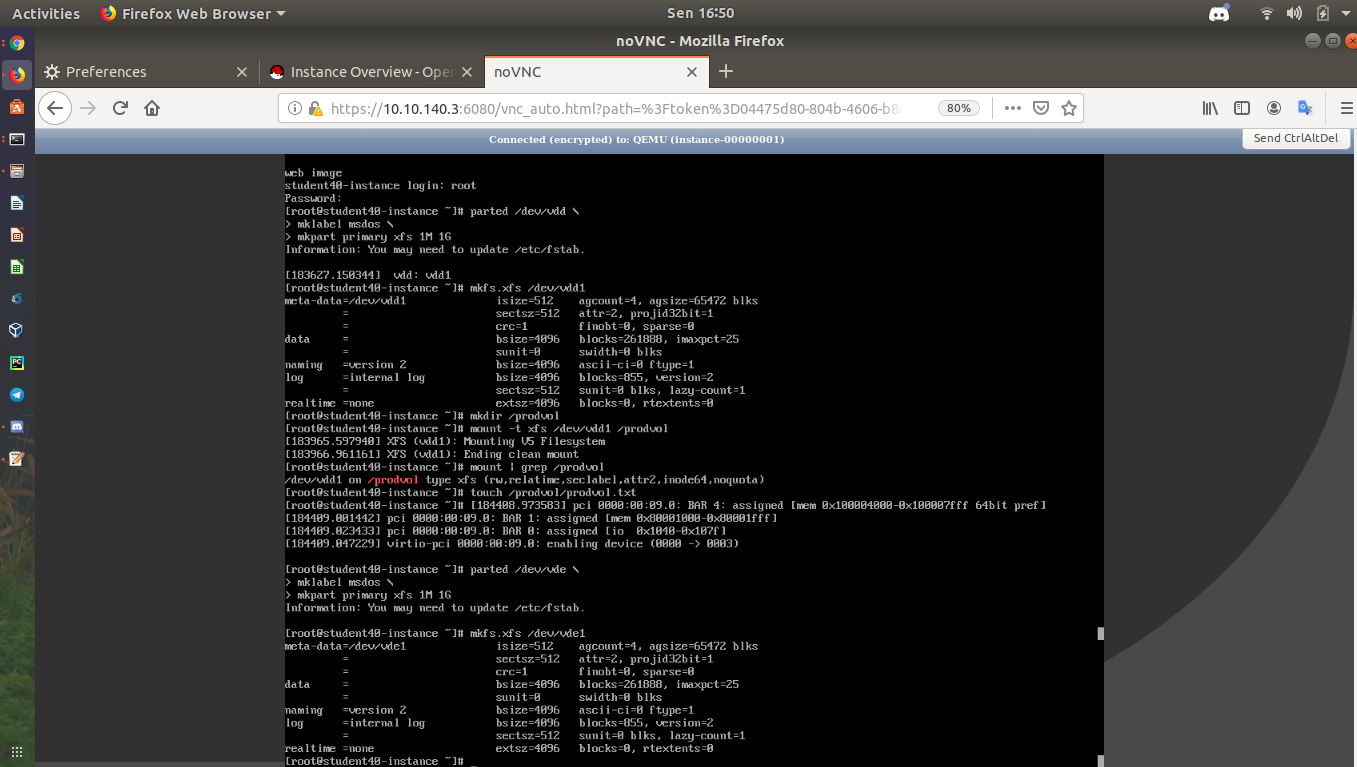 Activities
Firefox Web Browser
Sen 16:50
noVNC - Mozilla Firefox
Preferences
Instance Overview - Open
noVNC
https://10.10.140.3:6080/vnc_auto.html?path=%3Ftoken%3D04475d80-804b-4606-b8
80%
Connected (encrypted) to: QEMU (instance-00000001)
Send CtrlAltDel
web image
student40-instance login: root
Password:
[root@student40-instance ~]# parted /dev/vdd \
> mklabel msdos \
> mkpart primary xfs 1M 1G
Information: You may need to update /etc/fstab.
[183627.150344]  vdd: vdd1
[root@student40-instance ~]# mkfs.xfs /dev/vdd1
meta-data=/dev/vdd1              isize=512    agcount=4, agsize=65472 blks
         =                       sectsz=512   attr=2, projid32bit=1
         =                       crc=1        finobt=0, sparse=0
data     =                       bsize=4096   blocks=261888, imaxpct=25
         =                       sunit=0      swidth=0 blks
naming   =version 2              bsize=4096   ascii-ci=0 ftype=1
log      =internal log           bsize=4096   blocks=855, version=2
         =                       sectsz=512   sunit=0 blks, lazy-count=1
realtime =none                   extsz=4096   blocks=0, rtextents=0
[root@student40-instance ~]# mkdir /prodvol
[root@student40-instance ~]# mount -t xfs /dev/vdd1 /prodvol
[183965.597940] XFS (vdd1): Mounting V5 Filesystem
[183966.961161] XFS (vdd1): Ending clean mount
[root@student40-instance ~]# mount | grep /prodvol
/dev/vdd1 on /prodvol type xfs (rw,relatime,seclabel,attr2,inode64,noquota)
[root@student40-instance ~]# touch /prodvol/prodvol.txt
[root@student40-instance ~]# [184408.973583] pci 0000:00:09.0: BAR 4: assigned [mem 0x100004000-0x100007fff 64bit pref]
[184409.001442] pci 0000:00:09.0: BAR 1: assigned [mem 0x80001000-0x80001fff]
[184409.023433] pci 0000:00:09.0: BAR 0: assigned [io  0x1040-0x107f]
[184409.047229] virtio-pci 0000:00:09.0: enabling device (0000 -> 0003)
[root@student40-instance ~]# parted /dev/vde \
> mklabel msdos \
> mkpart primary xfs 1M 1G
Information: You may need to update /etc/fstab.
[root@student40-instance ~]# mkfs.xfs /dev/vde1
meta-data=/dev/vde1              isize=512    agcount=4, agsize=65472 blks
         =                       sectsz=512   attr=2, projid32bit=1
         =                       crc=1        finobt=0, sparse=0
data     =                       bsize=4096   blocks=261888, imaxpct=25
         =                       sunit=0      swidth=0 blks
naming   =version 2              bsize=4096   ascii-ci=0 ftype=1
log      =internal log           bsize=4096   blocks=855, version=2
         =                       sectsz=512   sunit=0 blks, lazy-count=1
realtime =none                   extsz=4096   blocks=0, rtextents=0
[root@student40-instance ~]# _